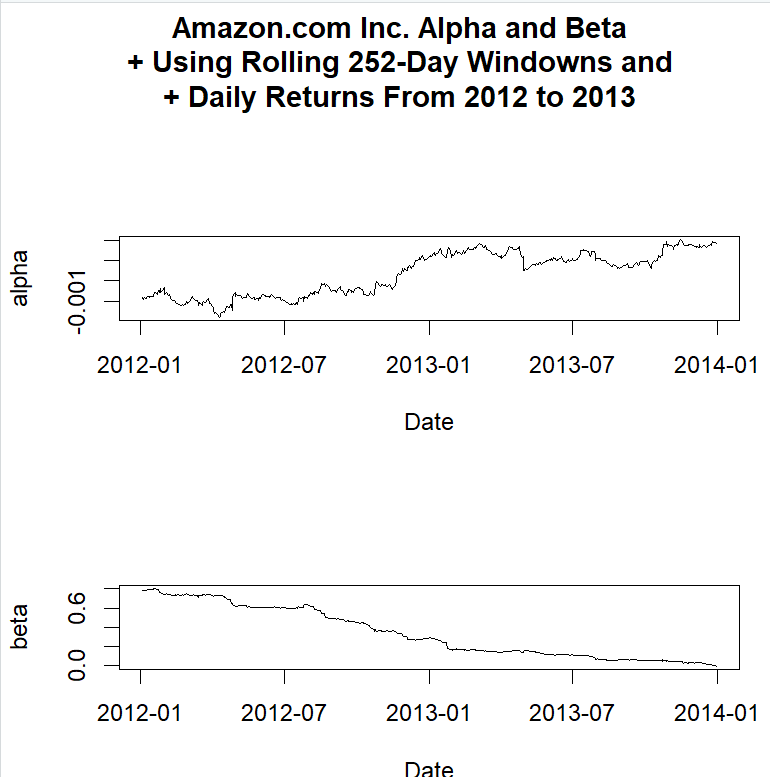 Amazon.com Inc. Alpha and Beta
+ Using Rolling 252-Day Windowns and
+ Daily Returns From 2012 to 2013
alpha
-0.001
2012-01 2012-07 2013-01 2013-07 2014-01
Date
beta
0.6
0.0
2012-01 2012-07 2013-01 2013-07 2014-01
Date